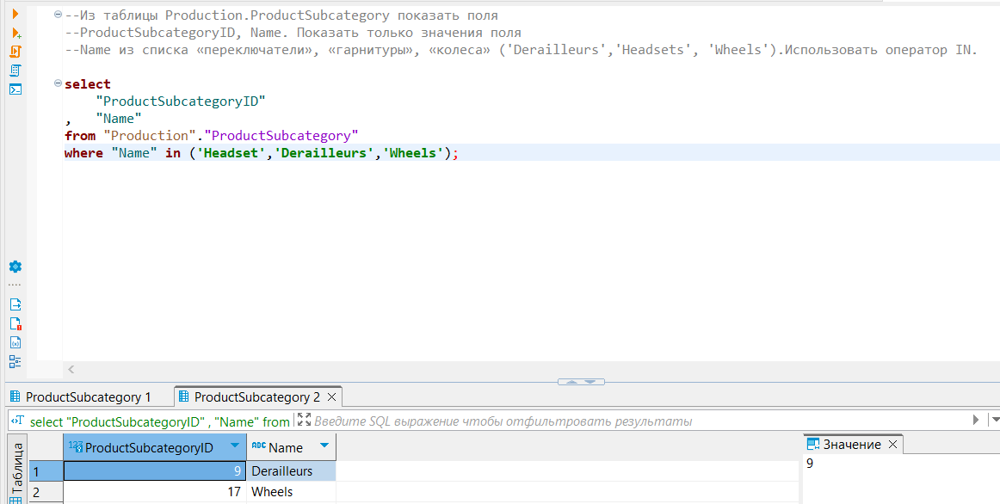 --Из таблицы Production.ProductSubcategory показать поля
--ProductSubcategoryID, Name. Показать только значения поля
--Name из списка «переключатели», «гарнитуры», «колеса» ('Derailleurs','Headsets', 'Wheels').Использовать оператор IN.
select
"ProductSubcategoryID"
, "Name"
from "Production"."ProductSubcategory"
where "Name" in ('Headset','Derailleurs','Wheels');
ProductSubcategory 1 ProductSubcategory 2
select "ProductSubcategoryID" , "Name" from Введите SQL выражение чтобы отфильтровать результаты
Таблица
123 ProductSubcategoryID ABC Name Значение
1 9 Derailleurs 9
2 17 Wheels